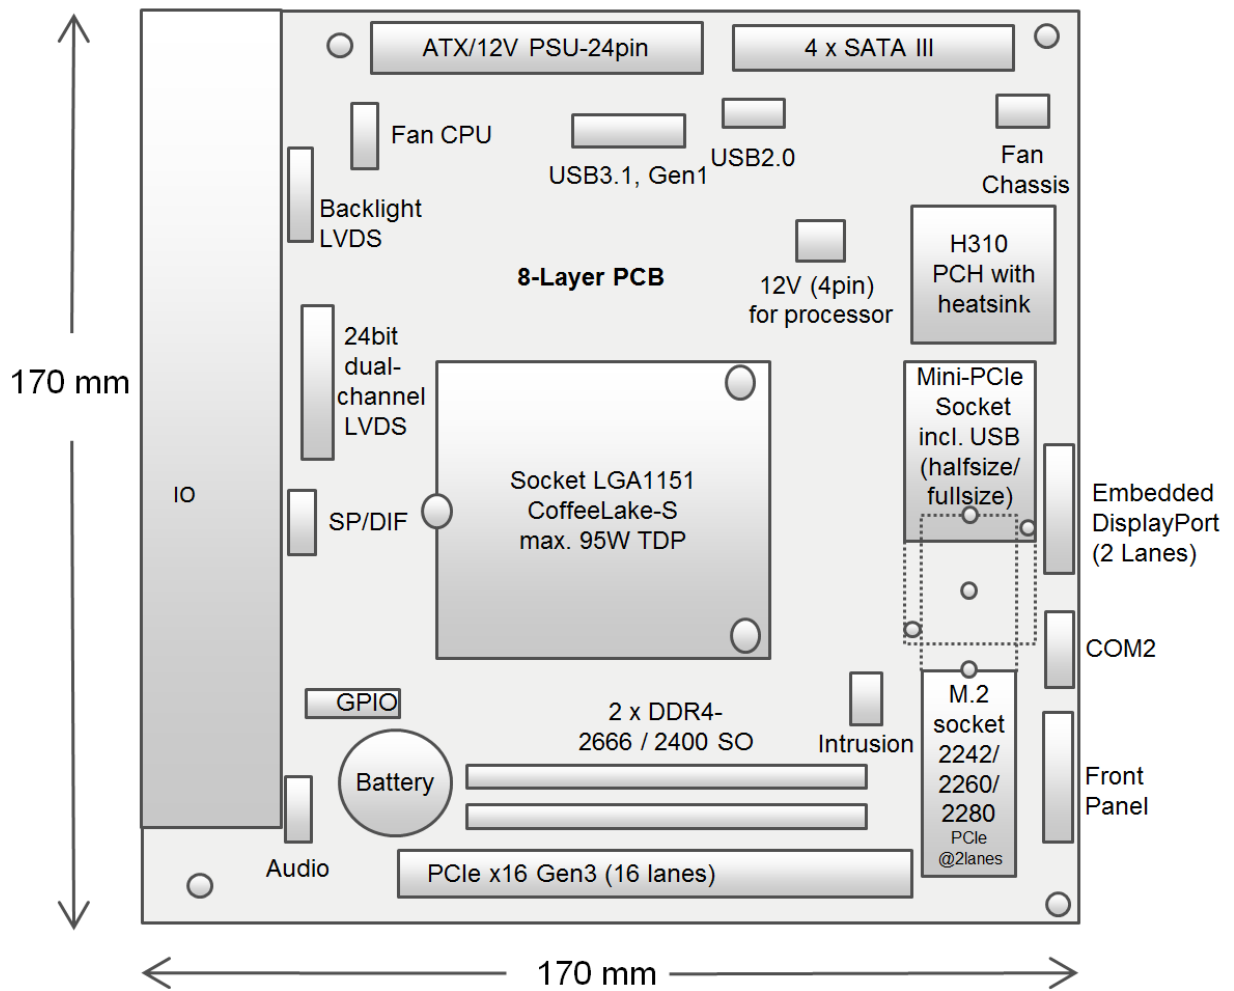 ATX/12V PSU-24pin
4 x SATA III
Fan CPU
USB3.1, Gen1
USB2.0
Fan
Chassis
Backlight
LVDS
8-Layer PCB
12V (4pin)
for processor
H310
PCH with
heatsink
170 mm
24bit
dual-
channel
LVDS
Mini-PCIe
Socket
incl. USB
(halfsize/
fullsize)
IO
SP/DIF
Socket LGA1151
CoffeeLake-S
max. 95W TDP
Embedded
DisplayPort
(2 Lanes)
COM2
GPIO
2 x DDR4-
2666 / 2400 SO
Intrusion
M.2
socket
2242/
2260/
2280
PCIe
@2lanes
Battery
Front
Panel
Audio
PCIe x16 Gen3 (16 lanes)
170 mm